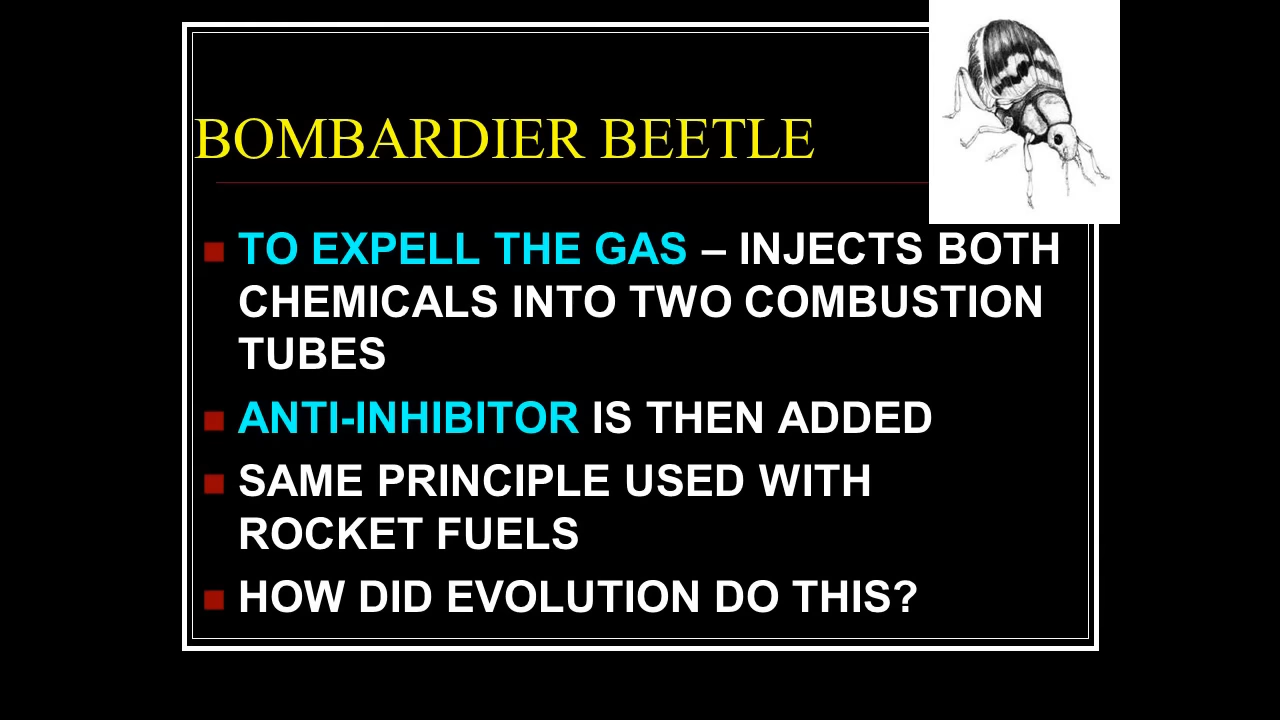 BOMBARDIER BEETLE
TO EXPELL THE GAS – INJECTS BOTH
CHEMICALS INTO TWO COMBUSTION
TUBES
ANTI-INHIBITOR IS THEN ADDED
SAME PRINCIPLE USED WITH
ROCKET FUELS
HOW DID EVOLUTION DO THIS?